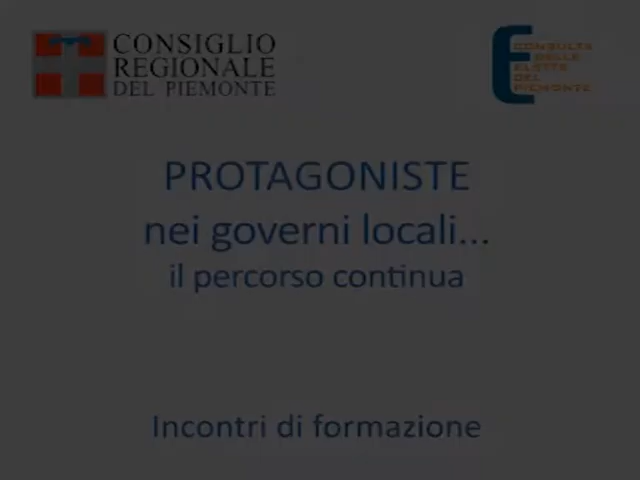 CONSIGLIO
REGIONALE
DEL PIEMONTE
CONSULTA
DELLE
ELETTE
DEL
PIEMONTE
PROTAGONISTE
nei governi locali...
il percorso continua
Incontri di formazione